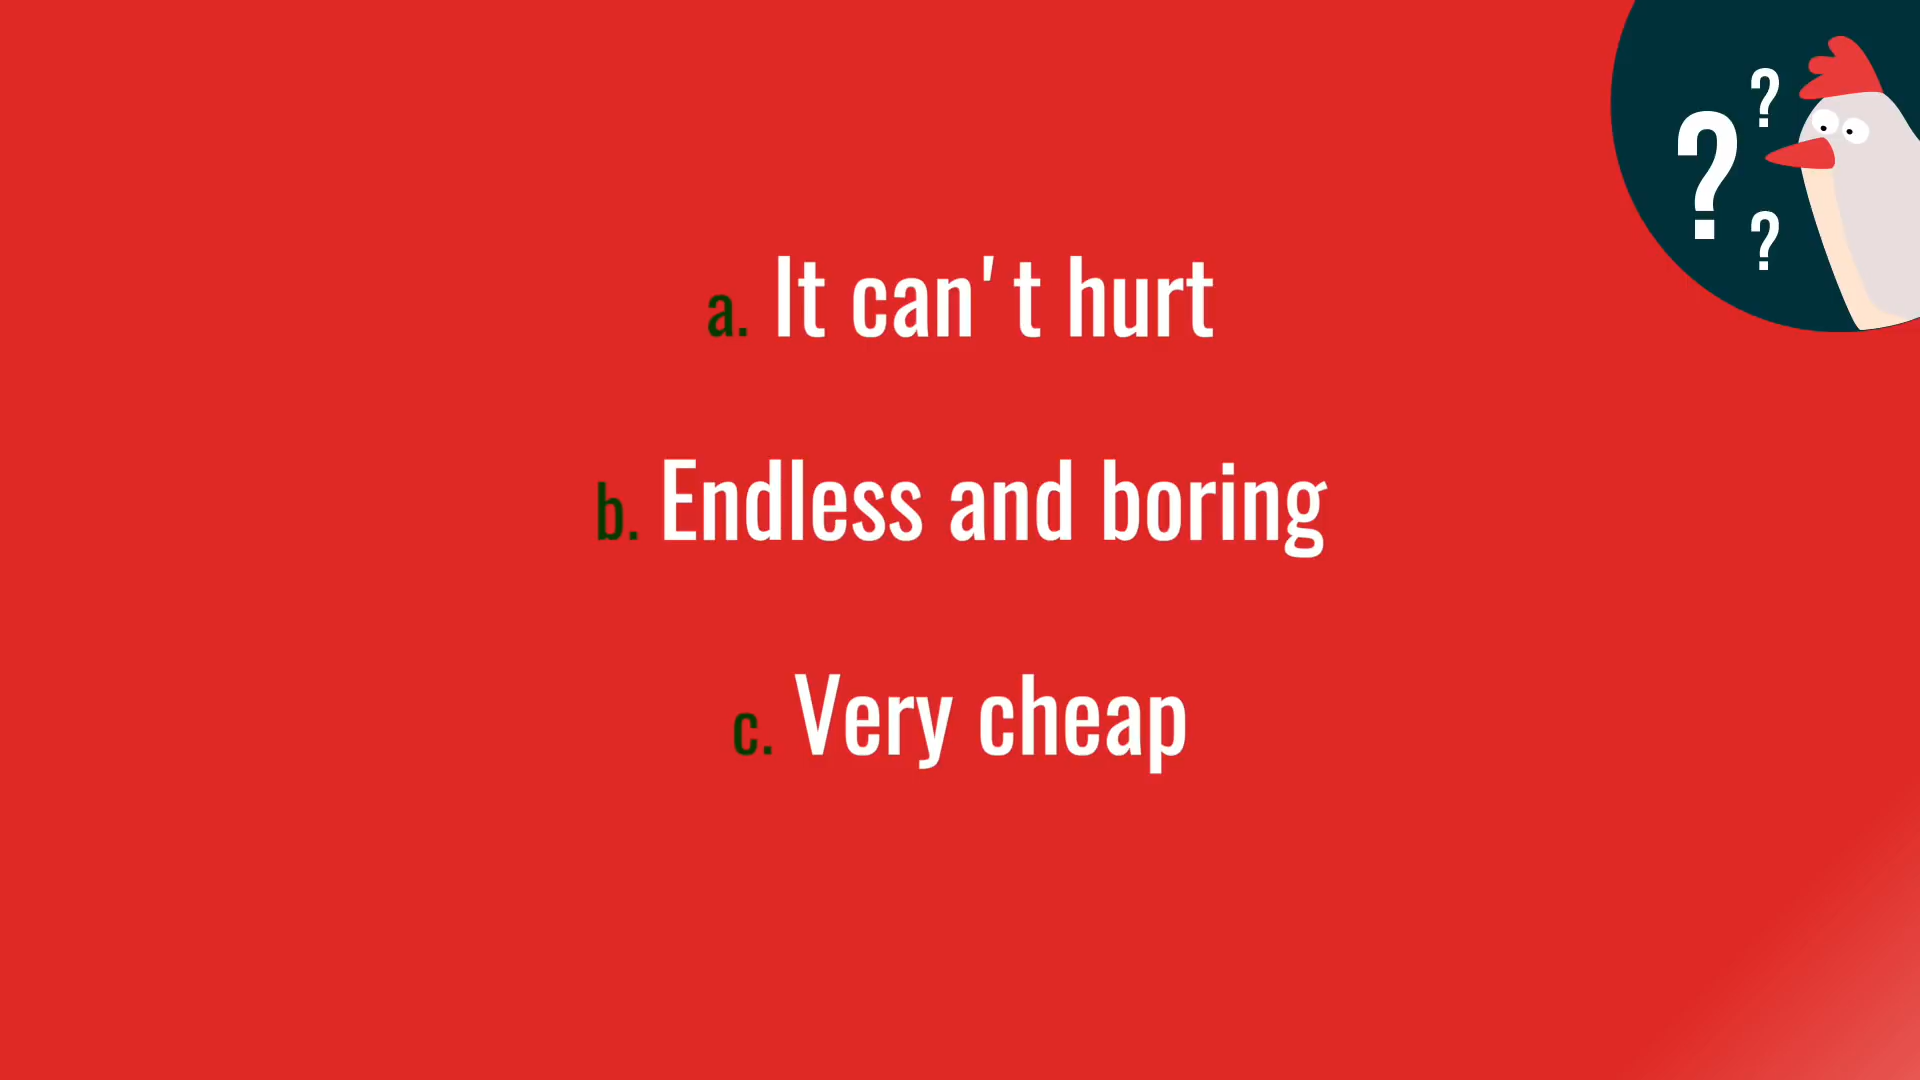 ? ? ?
a. It can't hurt
b. Endless and boring
c. Very cheap